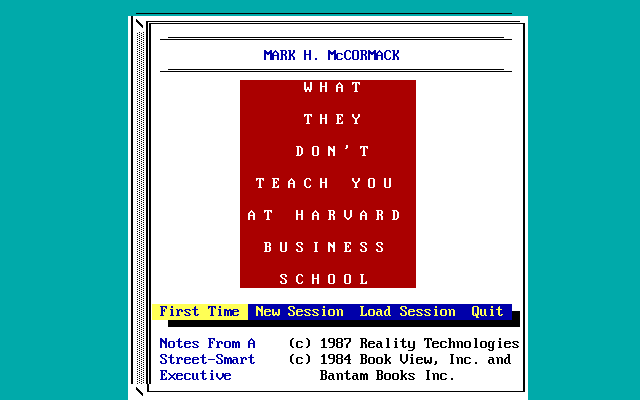 MARK H. McCORMACK
WHAT
THEY
DON'T
TEACH YOU
AT HARVARD
BUSINESS
SCHOOL
First Time  New Session  Load Session  Quit
Notes From A  (c) 1987 Reality Technologies
Street-Smart  (c) 1984 Book View, Inc. and
Executive  Bantam Books Inc.